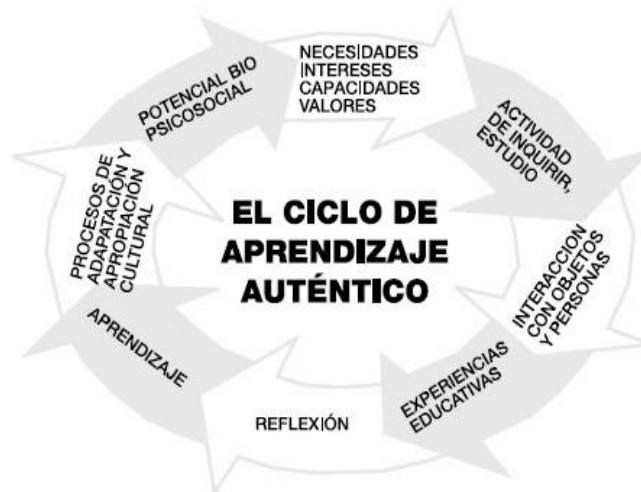 EL CICLO DE
APRENDIZAJE
AUTÉNTICO
NECESIDADES
INTERESES
CAPACIDADES
VALORES
ACTIVIDAD
DE INQUIRIR,
ESTUDIO
INTERACCION
CON OBJETOS
Y PERSONAS
EXPERIENCIAS
EDUCATIVAS
REFLEXIÓN
APRENDIZAJE
PROCESOS DE
ADAPATACIÓN Y
APROPIACIÓN
CULTURAL
POTENCIAL BIO
PSICOSOCIAL